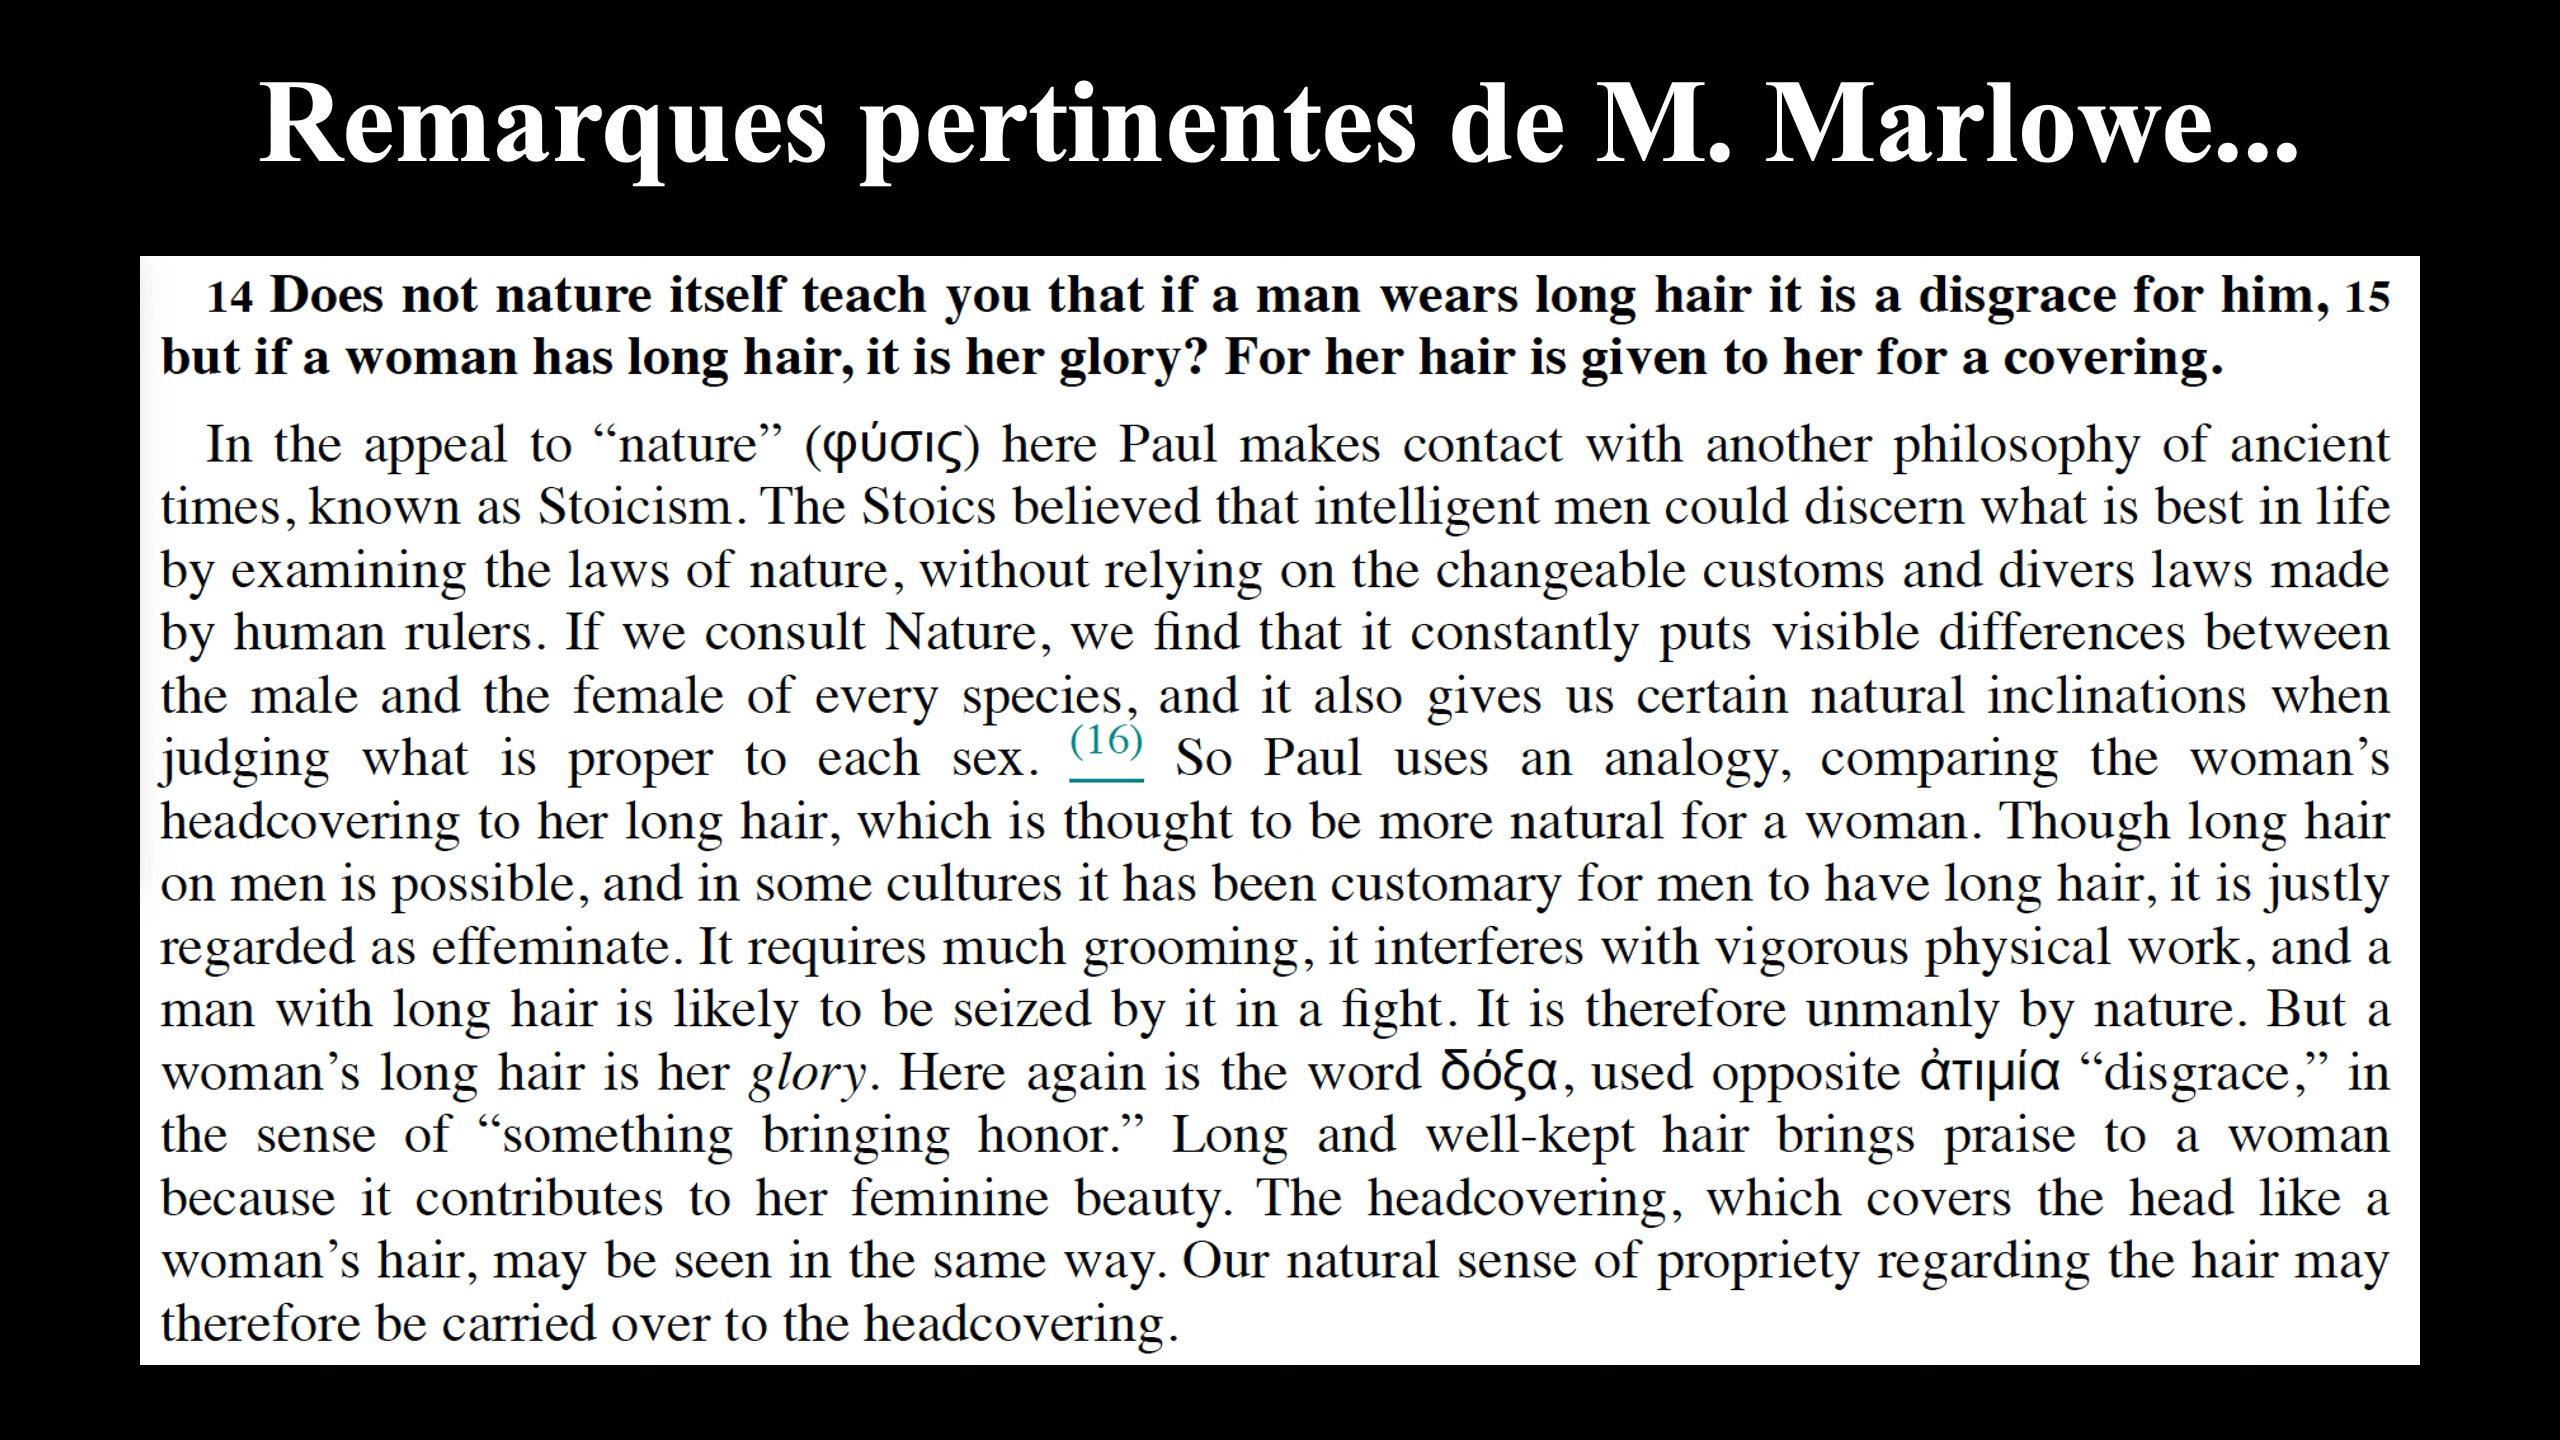 Remarques pertinentes de M. Marlowe...
14 Does not nature itself teach you that if a man wears long hair it is a disgrace for him, 15
but if a woman has long hair, it is her glory? For her hair is given to her for a covering.
In the appeal to “nature” (φύσις) here Paul makes contact with another philosophy of ancient
times, known as Stoicism. The Stoics believed that intelligent men could discern what is best in life
by examining the laws of nature, without relying on the changeable customs and divers laws made
by human rulers. If we consult Nature, we find that it constantly puts visible differences between
the male and the female of every species, and it also gives us certain natural inclinations when
judging what is proper to each sex. (16) So Paul uses an analogy, comparing the woman’s
headcovering to her long hair, which is thought to be more natural for a woman. Though long hair
on men is possible, and in some cultures it has been customary for men to have long hair, it is justly
regarded as effeminate. It requires much grooming, it interferes with vigorous physical work, and a
man with long hair is likely to be seized by it in a fight. It is therefore unmanly by nature. But a
woman’s long hair is her glory. Here again is the word δόξα, used opposite ἀτιμία “disgrace,” in
the sense of “something bringing honor.” Long and well-kept hair brings praise to a woman
because it contributes to her feminine beauty. The headcovering, which covers the head like a
woman’s hair, may be seen in the same way. Our natural sense of propriety regarding the hair may
therefore be carried over to the headcovering.